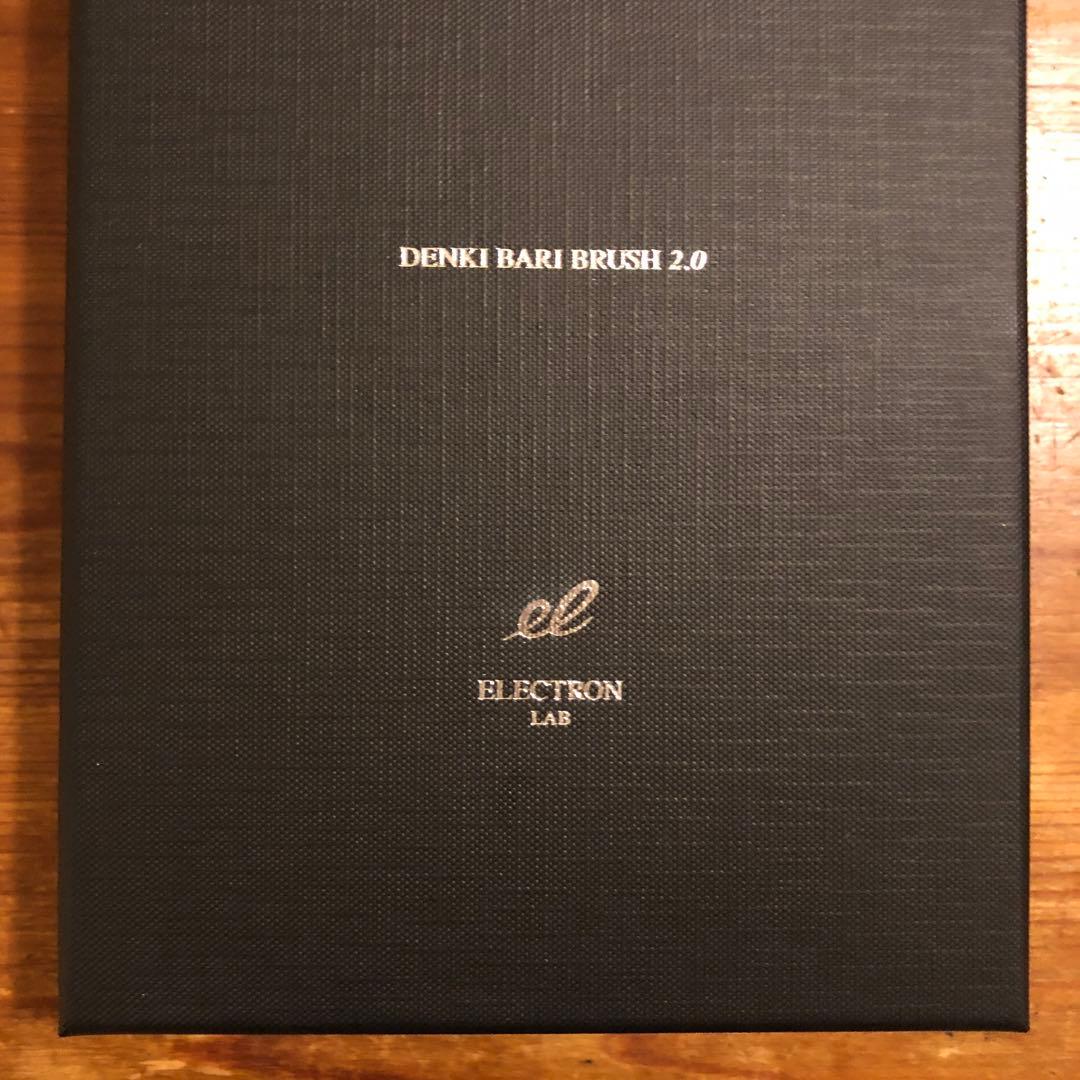 DENKI BARI BRUSH 2.0
el
ELECTRON
LAB